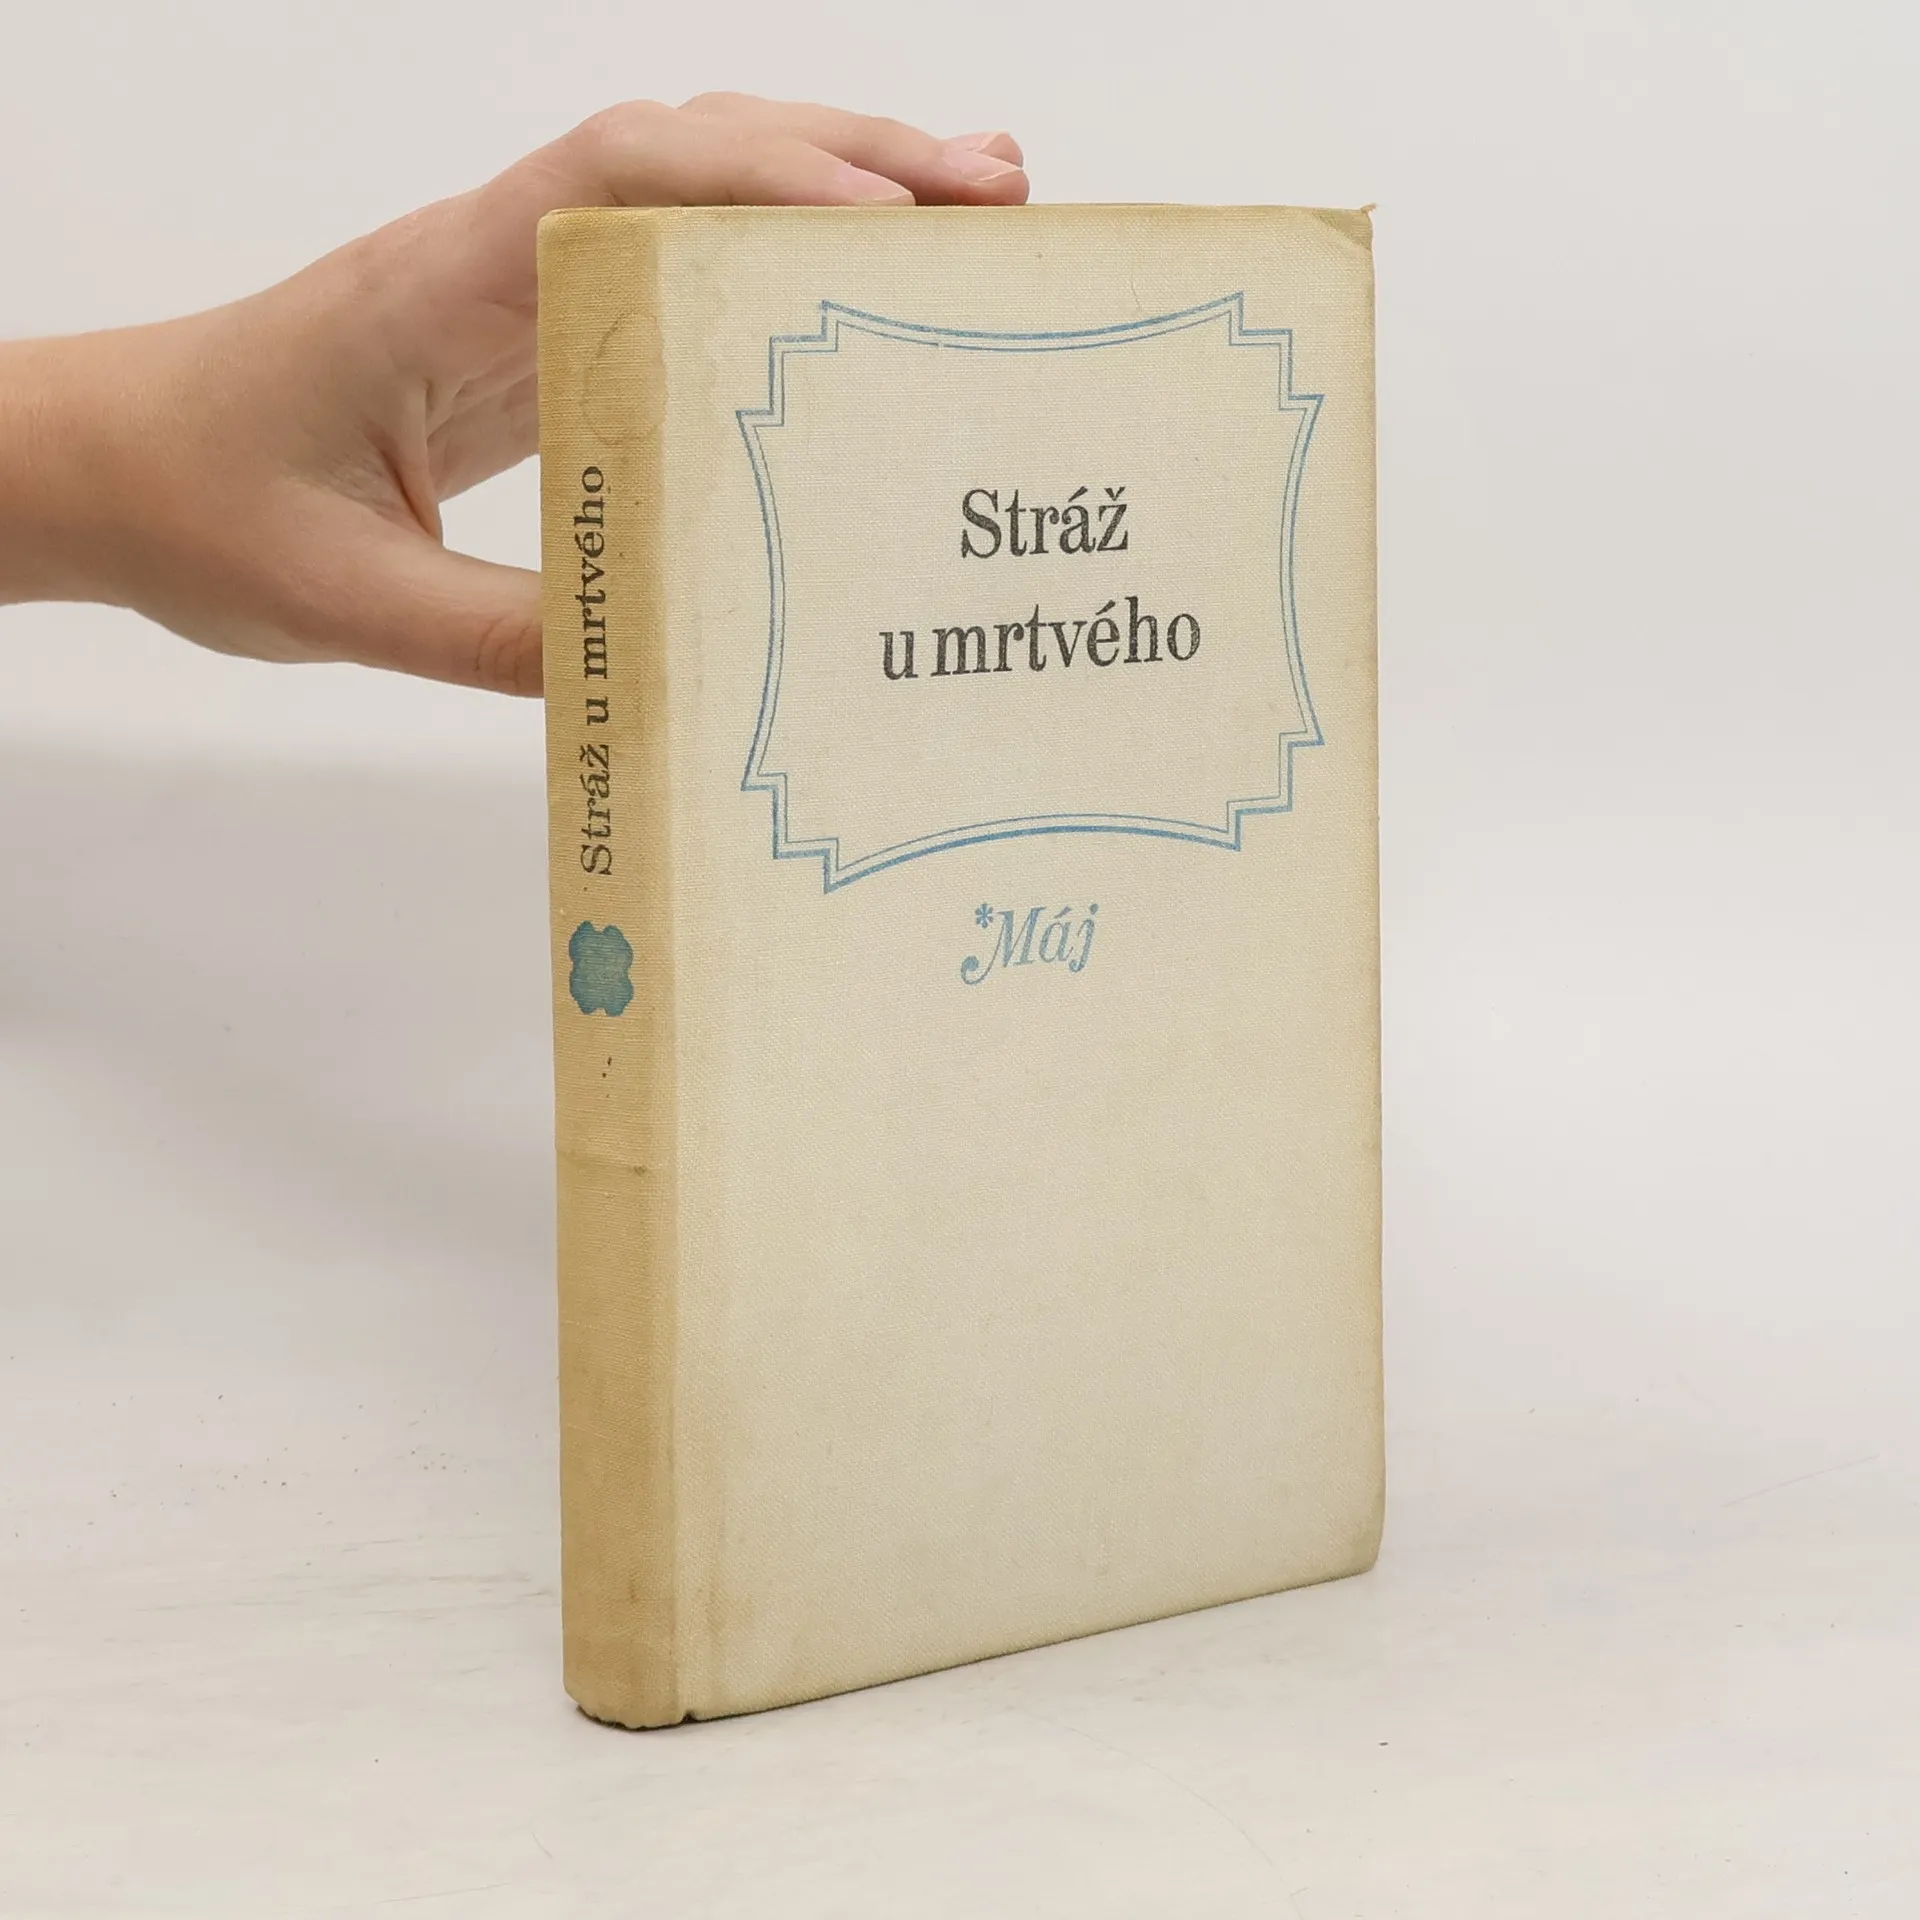 Stráž u mrtvého
Stráž
u mrtvého
*Máj